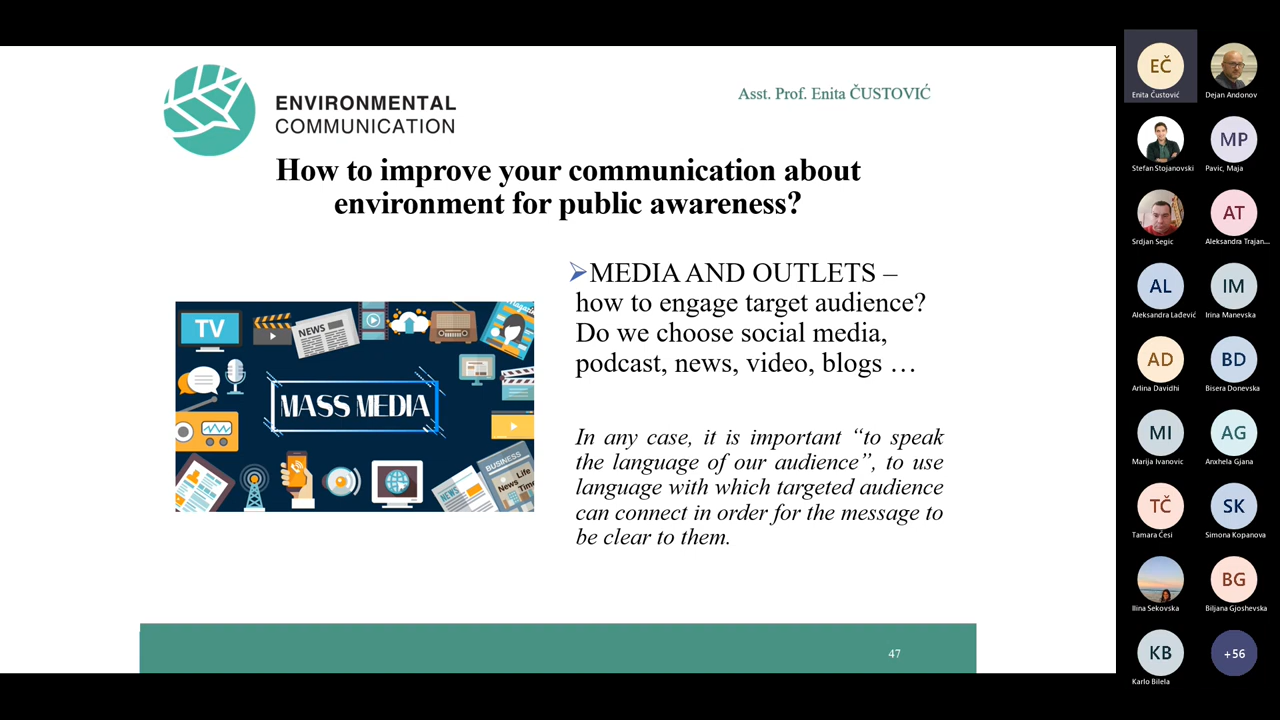 ENVIRONMENTAL
COMMUNICATION
Asst. Prof. Enita ČUSTOVIĆ
How to improve your communication about
environment for public awareness?
MEDIA AND OUTLETS –
how to engage target audience?
Do we choose social media,
podcast, news, video, blogs …
In any case, it is important “to speak
the language of our audience”, to use
language with which targeted audience
can connect in order for the message to
be clear to them.
TV
NEWS
MASS MEDIA
NEWS
BUSINESS
News
Life
47
EČ
Enita Čustović
Dejan Andonov
Stefan Stojanovski
MP
Pavic, Maja
Srdjan Segic
AT
Aleksandra Trajan...
AL
Aleksandra Lađević
IM
Irina Manevska
AD
Arlina Davidhi
BD
Bisera Donevska
MI
Marija Ivanovic
AG
Anxhela Gjana
TČ
Tamara Česi
SK
Simona Kopanova
Ilina Sekovska
BG
Biljana Gjoshevska
KB
Karlo Bilela
+56